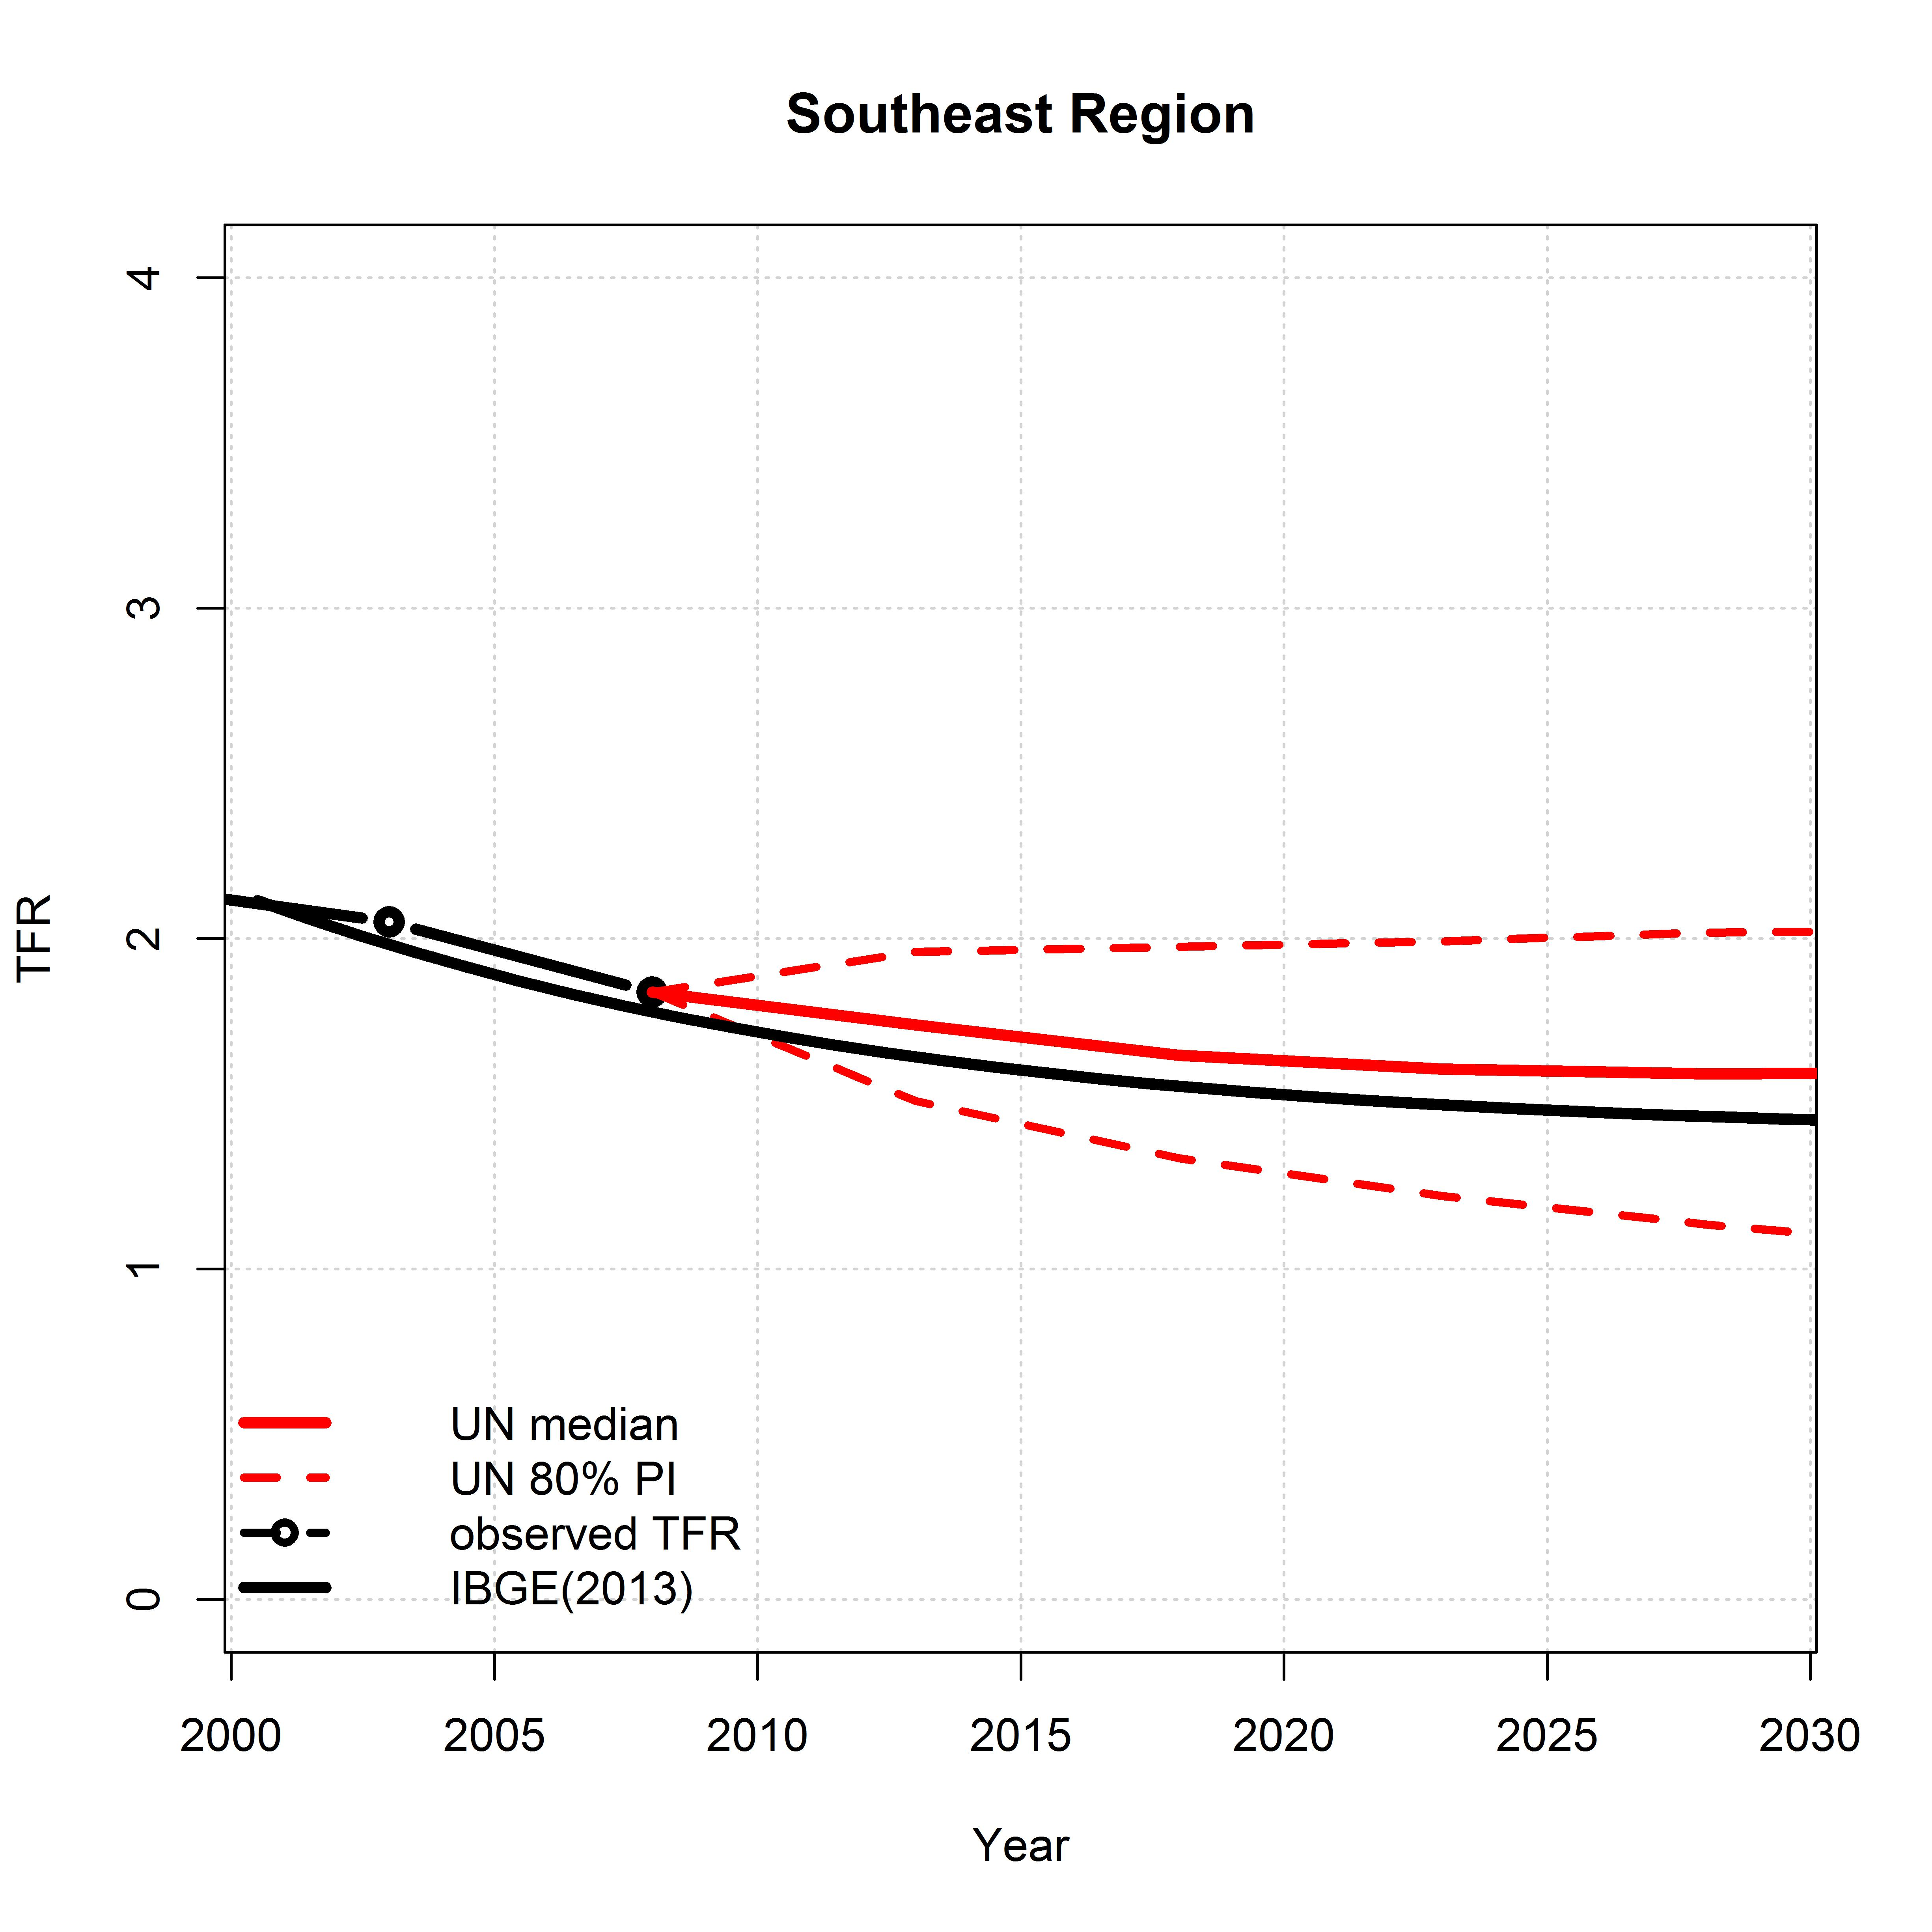 Southeast Region
TFR
4
3
2
1
0
UN median
UN 80% PI
observed TFR
IBGE(2013)
2000 2005 2010 2015 2020 2025 2030
Year